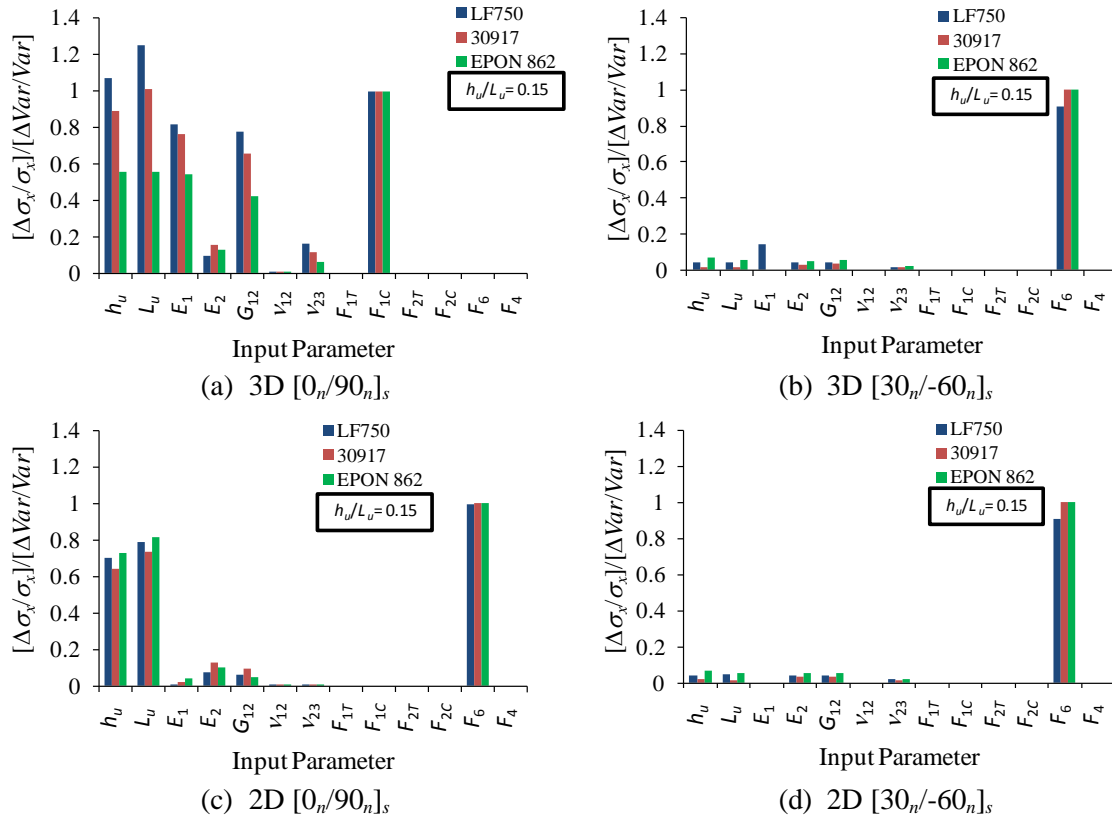 [Δσx/σx]/[ΔVar/Var]
1.4
1.2
1
0.8
0.6
0.4
0.2
0
LF750
30917
EPON 862
hu/Lu= 0.15
hu Lu E1 E2 G12 ν12 ν23 F1T F1C F2T F2C F6 F4
Input Parameter
(a) 3D [0n/90n]s
[Δσx/σx]/[ΔVar/Var]
1.4
1.2
1
0.8
0.6
0.4
0.2
0
LF750
30917
EPON 862
hu/Lu= 0.15
hu Lu E1 E2 G12 ν12 ν23 F1T F1C F2T F2C F6 F4
Input Parameter
(b) 3D [30n/-60n]s
[Δσx/σx]/[ΔVar/Var]
1.4
1.2
1
0.8
0.6
0.4
0.2
0
LF750
30917
EPON 862
hu/Lu= 0.15
hu Lu E1 E2 G12 ν12 ν23 F1T F1C F2T F2C F6 F4
Input Parameter
(c) 2D [0n/90n]s
[Δσx/σx]/[ΔVar/Var]
1.4
1.2
1
0.8
0.6
0.4
0.2
0
LF750
30917
EPON 862
hu/Lu= 0.15
hu Lu E1 E2 G12 ν12 ν23 F1T F1C F2T F2C F6 F4
Input Parameter
(d) 2D [30n/-60n]s